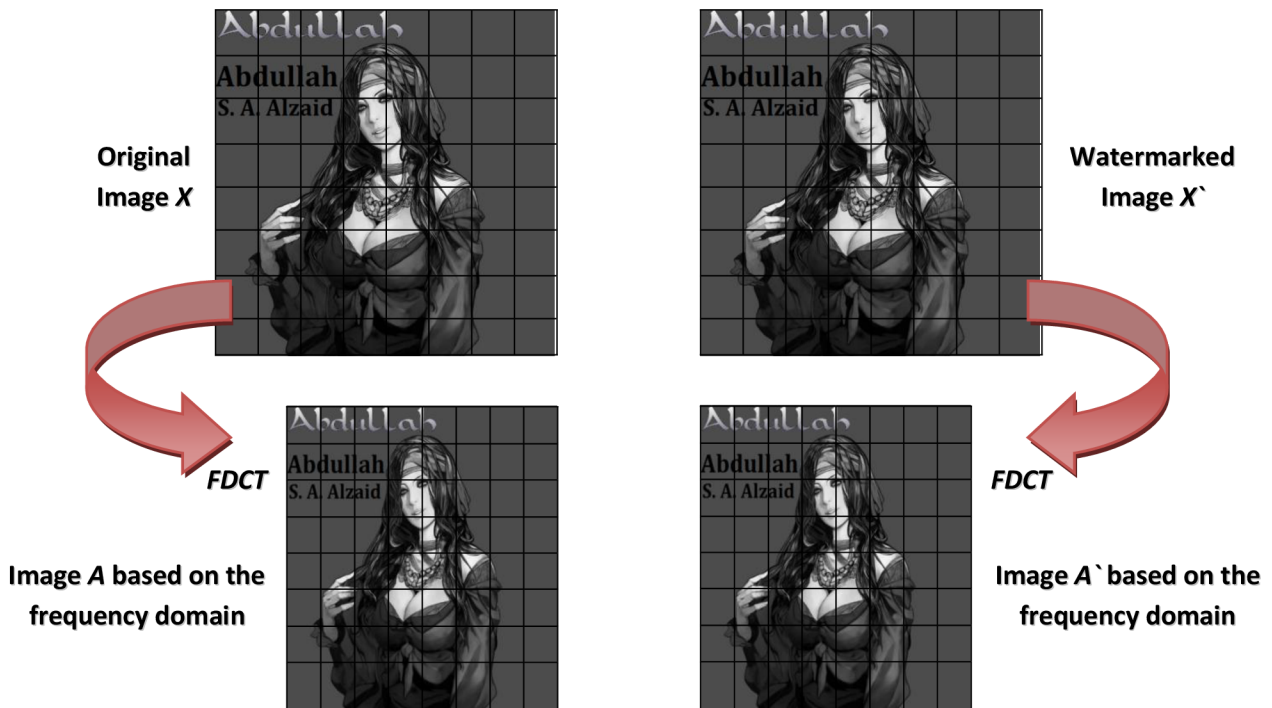 Abdullah
Abdullah
S. A. Alzaid
Abdullah
Abdullah
S. A. Alzaid
Original
Image X
Watermarked
Image X`
FDCT
FDCT
Abdullah
Abdullah
S. A. Alzaid
Abdullah
Abdullah
S. A. Alzaid
Image A based on the
frequency domain
Image A` based on the
frequency domain